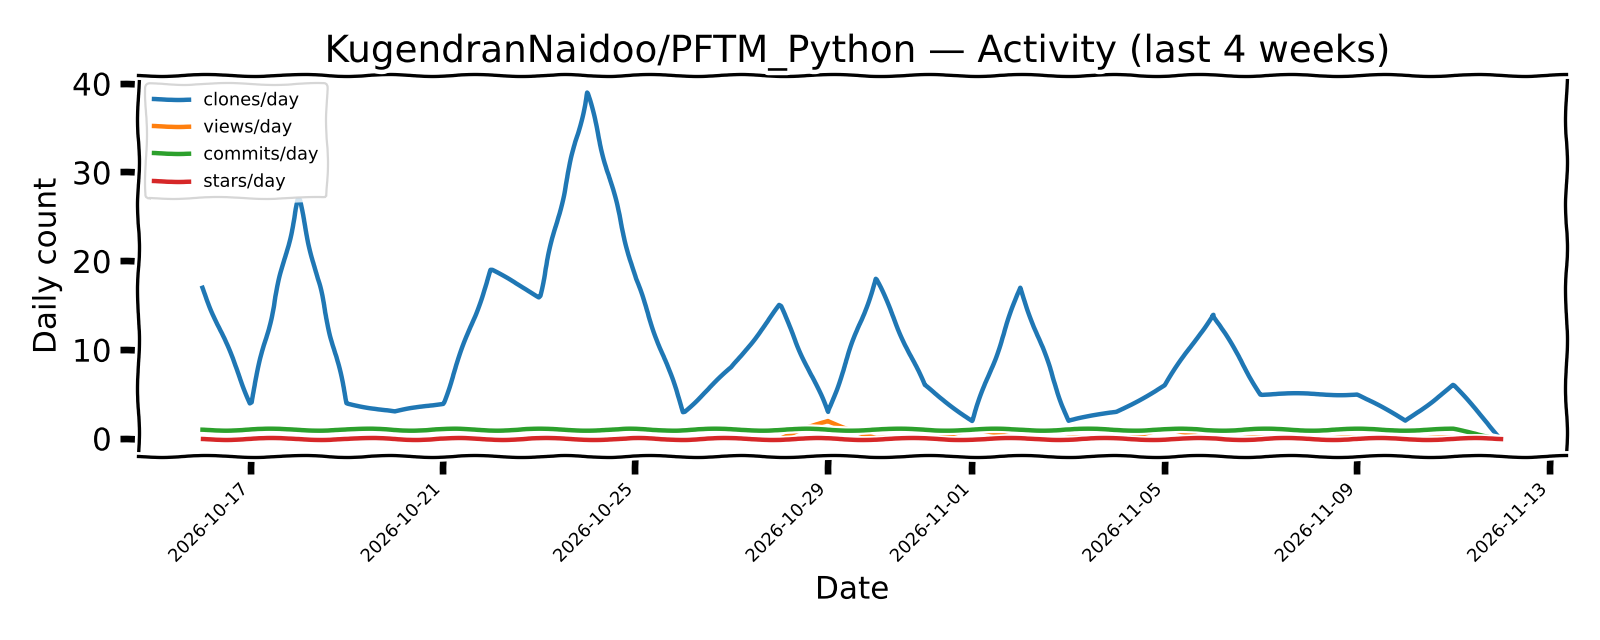 KugendranNaidoo/PFTM_Python — Activity (last 4 weeks)
clones/day
views/day
commits/day
stars/day
Daily count
40
30
20
10
0
2026-10-17
2026-10-21
2026-10-25
2026-10-29
2026-11-01
2026-11-05
2026-11-09
2026-11-13
Date